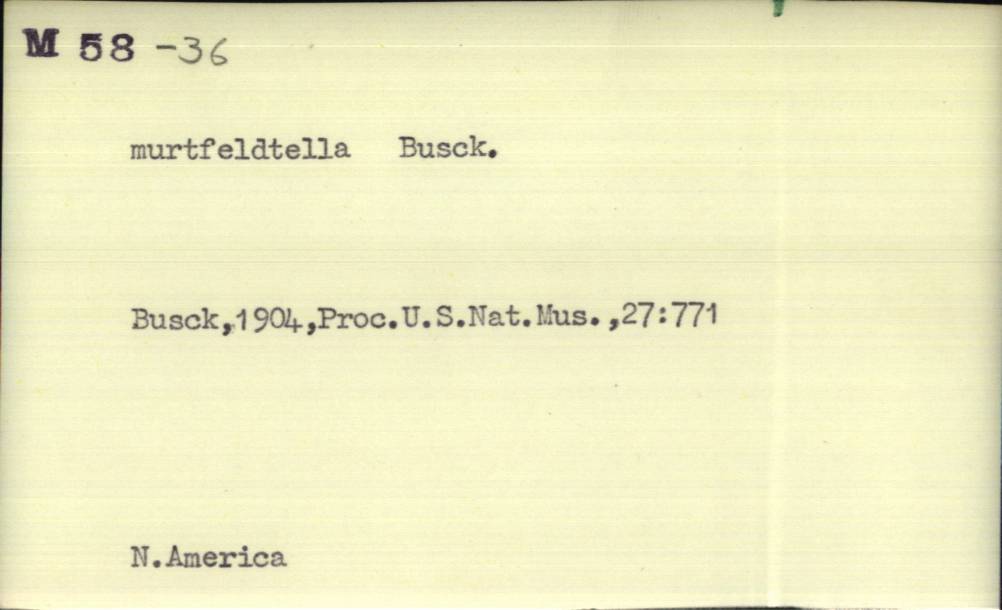 M 58 -36
murtfeldtella Busck.
Busck,1904,Proc.U.S.Nat.Mus.,27:771
N.America